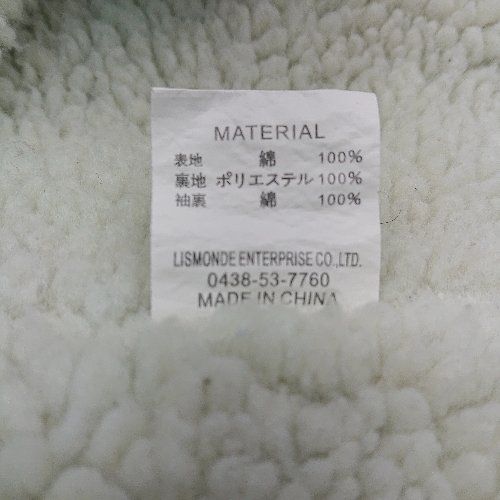 MATERIAL
表地 綿 100%
裏地 ポリエステル 100%
袖裏 綿 100%
LISMONDE ENTERPRISE CO.,LTD.
0438-53-7760
MADE IN CHINA